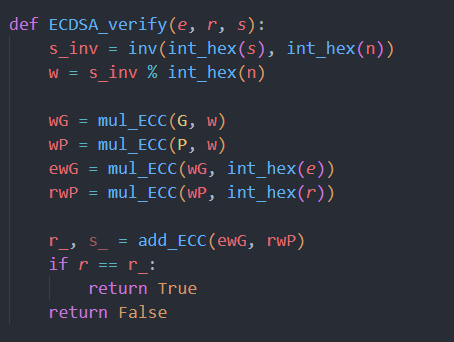 def ECDSA_verify(e, r, s):
    s_inv = inv(int_hex(s), int_hex(n))
    w = s_inv % int_hex(n)

    wG = mul_ECC(G, w)
    wP = mul_ECC(P, w)
    ewG = mul_ECC(wG, int_hex(e))
    rwP = mul_ECC(wP, int_hex(r))

    r_, s_ = add_ECC(ewG, rwP)
    if r == r_:
        return True
    return False